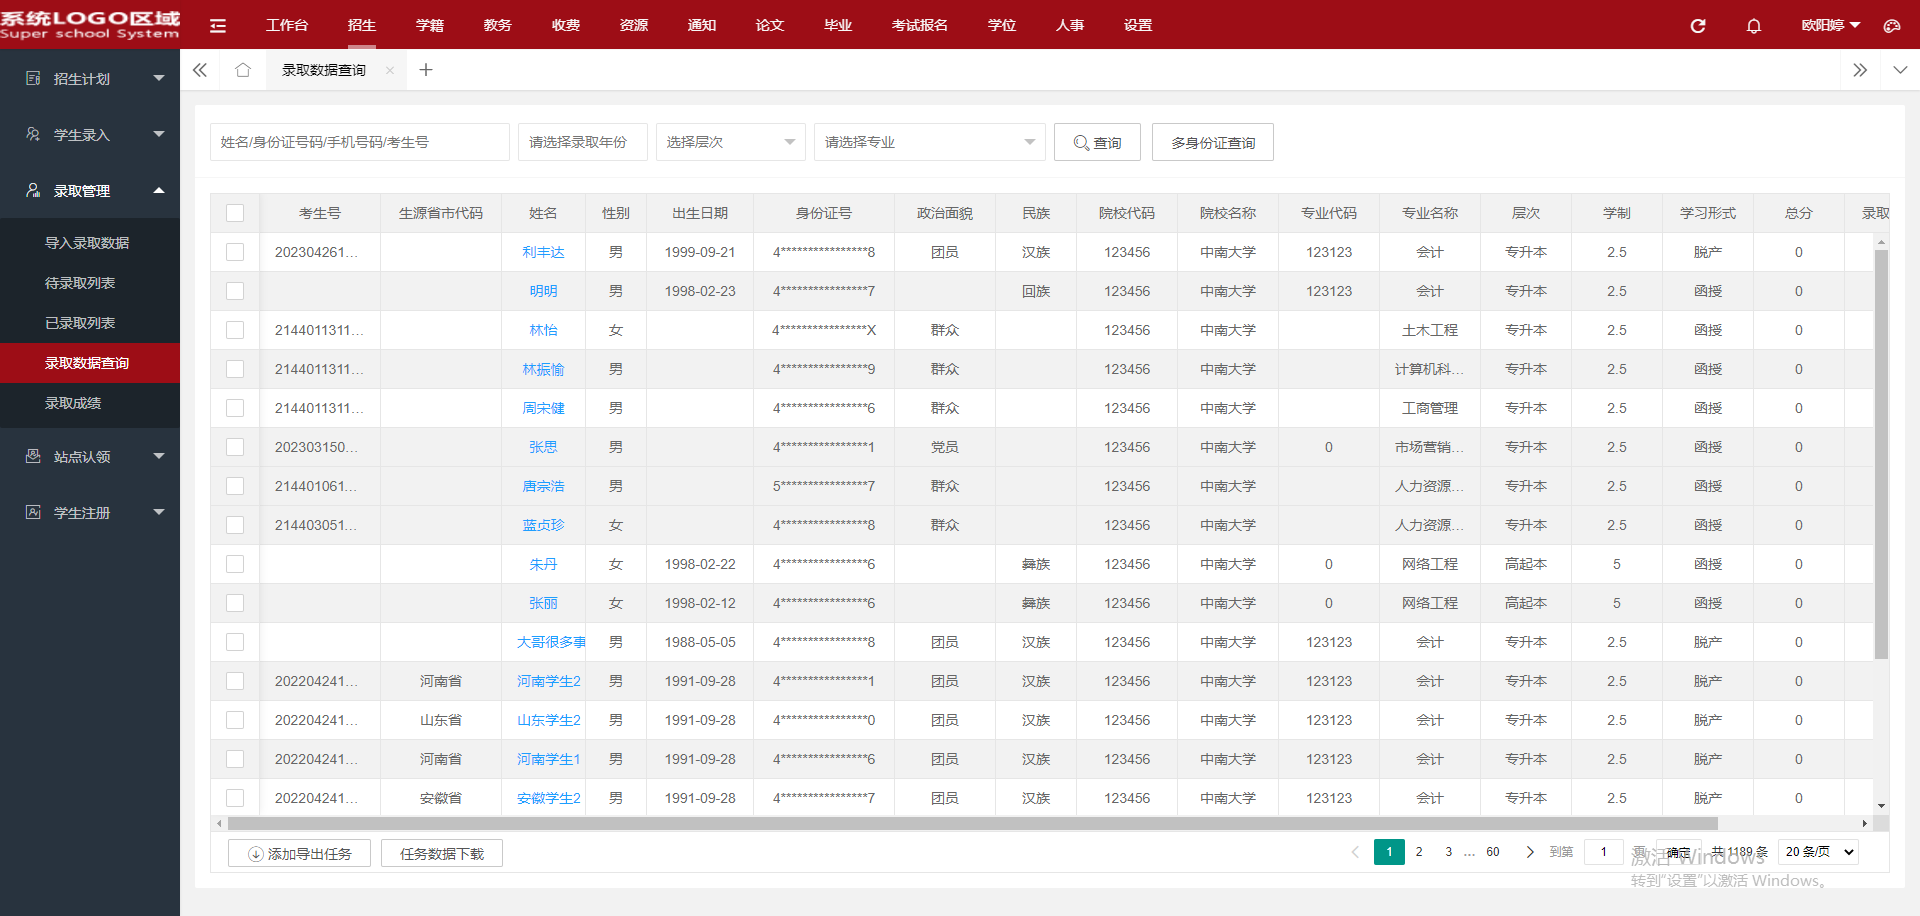 系统LOGO区域
Super school System
工作台 招生 学籍 教务 收费 资源 通知 论文 毕业 考试报名 学位 人事 设置 欧阳婷
招生计划
学生录入
录取管理
导入录取数据
待录取列表
已录取列表
录取数据查询
录取成绩
站点认领
学生注册
录取数据查询
姓名/身份证号码/手机号码/考生号 请选择录取年份 选择层次 请选择专业 查询 多身份证查询
考生号 生源省市代码 姓名 性别 出生日期 身份证号 政治面貌 民族 院校代码 院校名称 专业代码 专业名称 层次 学制 学习形式 总分 录取
202304261... 利丰达 男 1999-09-21 4****************8 团员 汉族 123456 中南大学 123123 会计 专升本 2.5 脱产 0
明明 男 1998-02-23 4****************7 回族 123456 中南大学 123123 会计 专升本 2.5 函授 0
2144011311... 林怡 女 4****************X 群众 123456 中南大学 土木工程 专升本 2.5 函授 0
2144011311... 林振愉 男 4****************9 群众 123456 中南大学 计算机科... 专升本 2.5 函授 0
2144011311... 周宋健 男 4****************6 群众 123456 中南大学 工商管理 专升本 2.5 函授 0
202303150... 张思 男 4****************1 党员 123456 中南大学 0 市场营销... 专升本 2.5 函授 0
214401061... 唐宗浩 男 5****************7 群众 123456 中南大学 人力资源... 专升本 2.5 函授 0
214403051... 蓝贞珍 女 4****************8 群众 123456 中南大学 人力资源... 专升本 2.5 函授 0
朱丹 女 1998-02-22 4****************6 彝族 123456 中南大学 0 网络工程 高起本 5 函授 0
张丽 女 1998-02-12 4****************6 彝族 123456 中南大学 0 网络工程 高起本 5 函授 0
大哥很多事 男 1988-05-05 4****************8 团员 汉族 123456 中南大学 123123 会计 专升本 2.5 脱产 0
202204241... 河南省 河南学生2 男 1991-09-28 4****************1 团员 汉族 123456 中南大学 123123 会计 专升本 2.5 脱产 0
202204241... 山东省 山东学生2 男 1991-09-28 4****************0 团员 汉族 123456 中南大学 123123 会计 专升本 2.5 脱产 0
202204241... 河南省 河南学生1 男 1991-09-28 4****************6 团员 汉族 123456 中南大学 123123 会计 专升本 2.5 脱产 0
202204241... 安徽省 安徽学生2 男 1991-09-28 4****************7 团员 汉族 123456 中南大学 123123 会计 专升本 2.5 脱产 0
添加导出任务 任务数据下载 1 2 3 ... 60 到第 1 页 确定 共 1189 条 20 条/页
激活 Windows
转到"设置"以激活 Windows。